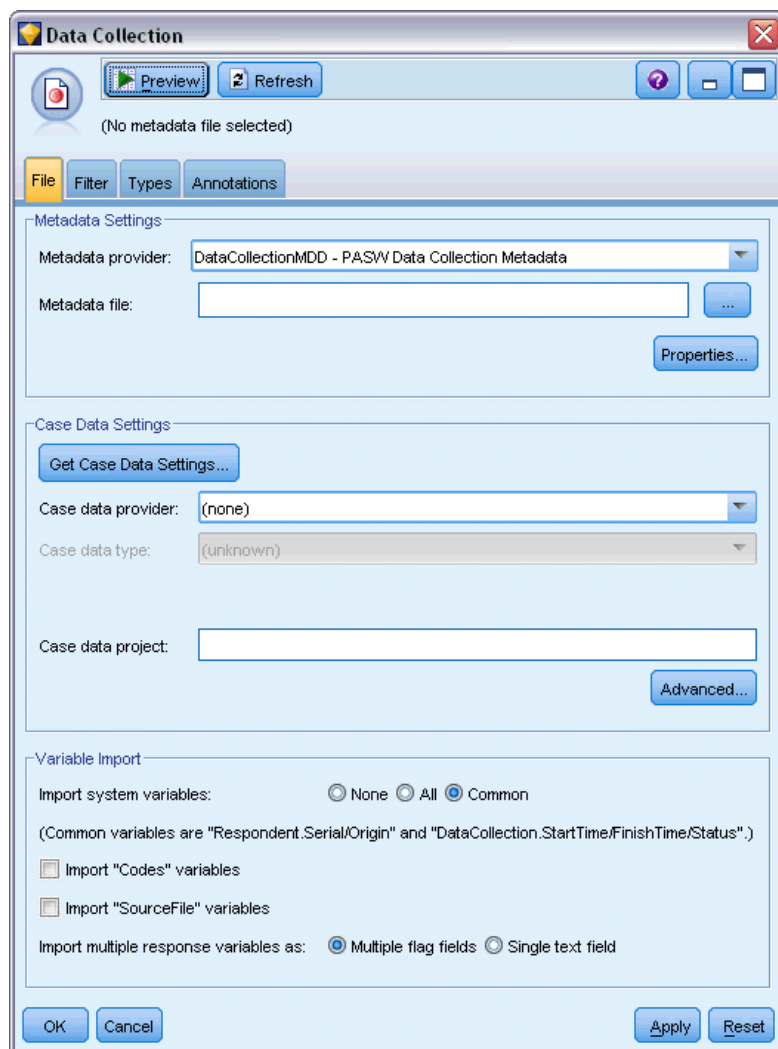 Data Collection
Preview Refresh
(No metadata file selected)
File Filter Types Annotations
Metadata Settings
Metadata provider: DataCollectionMDD - PASW Data Collection Metadata
Metadata file: ...
Properties...
Case Data Settings
Get Case Data Settings...
Case data provider: (none)
Case data type: (unknown)
Case data project:
Advanced...
Variable Import
Import system variables: None All Common
(Common variables are "Respondent.Serial/Origin" and "DataCollection.StartTime/FinishTime/Status".)
Import "Codes" variables
Import "SourceFile" variables
Import multiple response variables as: Multiple flag fields Single text field
OK Cancel Apply Reset